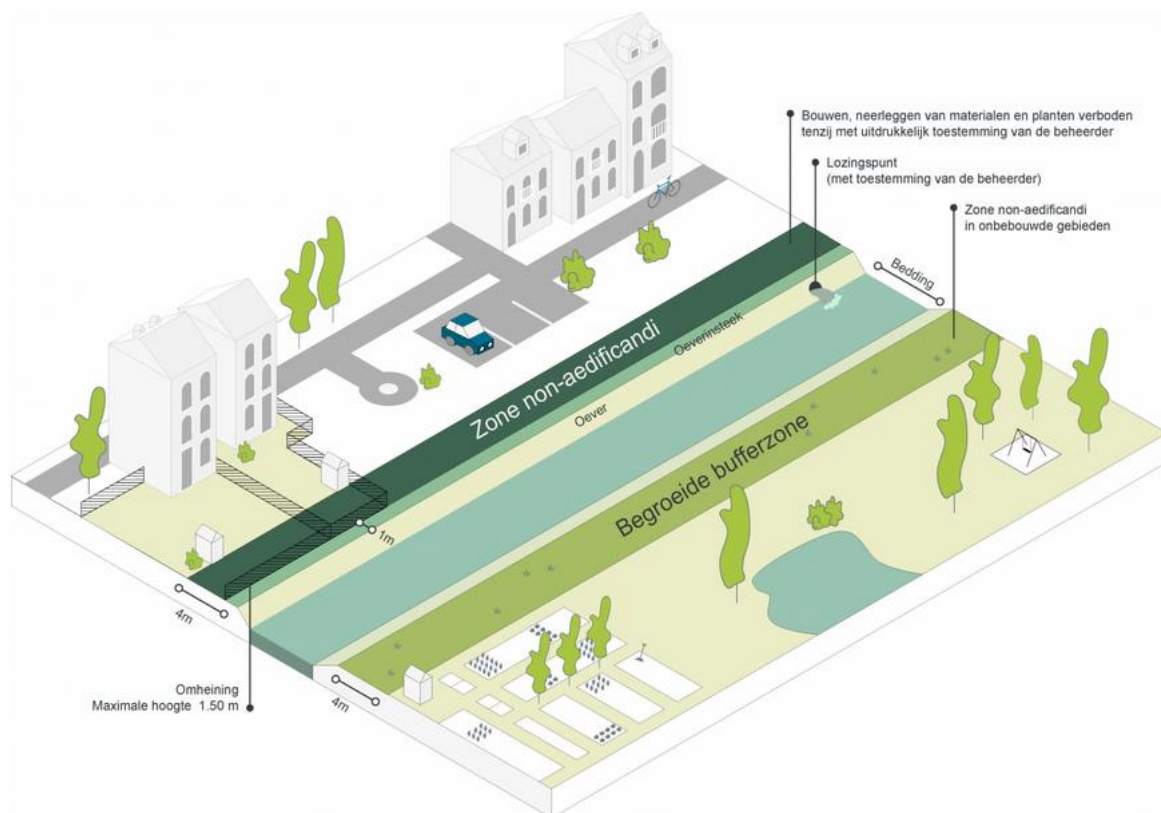 Bouwen, neerleggen van materialen en planten verboden
tenzij met uitdrukkelijk toestemming van de beheerder
Lozingspunt
(met toestemming van de beheerder)
Zone non-aedificandi
in onbebouwde gebieden
Bedding
Oeverinsteek
Zone non-aedificandi
Oever
Begroeide bufferzone
1m
4m
4m
Omheining
Maximale hoogte 1.50 m